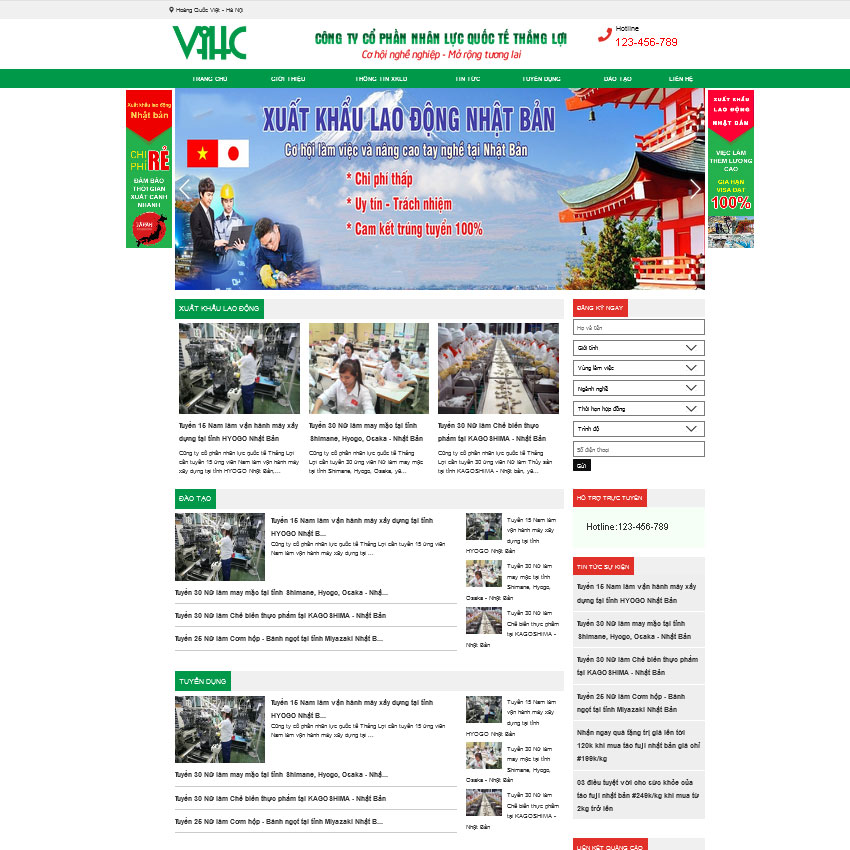 Hoàng Quốc Việt - Hà Nội
VIHC
CÔNG TY CỔ PHẦN NHÂN LỰC QUỐC TẾ THẮNG LỢI
Cơ hội nghề nghiệp - Mở rộng tương lai
Hotline
123-456-789
TRANG CHỦ
GIỚI THIỆU
THÔNG TIN XKLD
TIN TỨC
TUYỂN DỤNG
ĐÀO TẠO
LIÊN HỆ
Xuất khẩu lao động
Nhật bản
CHI PHÍ RẺ
ĐẢM BẢO
THỜI GIAN
XUẤT CẢNH
NHANH
JAPAN
XUẤT KHẨU LAO ĐỘNG NHẬT BẢN
Cơ hội làm việc và nâng cao tay nghề tại Nhật Bản
* Chi phí thấp
* Uy tín - Trách nhiệm
* Cam kết trúng tuyển 100%
XUẤT KHẨU
LAO ĐỘNG
NHẬT BẢN
VIỆC LÀM
THÊM LƯƠNG
CAO
GIA HẠN
VISA ĐẠT
100%
XUẤT KHẨU LAO ĐỘNG
Tuyển 15 Nam làm vận hành máy xây
dựng tại tỉnh HYOGO Nhật Bản
Công ty cổ phần nhân lực quốc tế Thắng
Lợi cần tuyển 15 ứng viên Nam làm vận hành máy
xây dựng tại tỉnh HYOGO Nhật Bản,...
Tuyển 30 Nữ làm may mặc tại tỉnh
Shimane, Hyogo, Osaka - Nhật Bản
Công ty cổ phần nhân lực quốc tế Thắng
Lợi cần tuyển 30 ứng viên Nữ làm may mặc
tại tỉnh Shimane, Hyogo, Osaka, yê...
Tuyển 30 Nữ làm Chế biến thực
phẩm tại KAGOSHIMA - Nhật Bản
Công ty cổ phần nhân lực quốc tế Thắng
Lợi cần tuyển 30 ứng viên Nữ làm Thủy sản
tại tỉnh KAGOSHIMA - Nhật bản, yê...
ĐĂNG KÝ NGAY
Họ và tên
Giới tính
Vùng làm việc
Ngành nghề
Thời hạn hợp đồng
Trình độ
Số điện thoại
Gửi
ĐÀO TẠO
Tuyển 15 Nam làm vận hành máy xây dựng tại tỉnh
HYOGO Nhật B...
Công ty cổ phần nhân lực quốc tế Thắng Lợi cần tuyển 15 ứng viên
Nam làm vận hành máy xây dựng tại ...
Tuyển 30 Nữ làm may mặc tại tỉnh Shimane, Hyogo, Osaka - Nhậ...
Tuyển 30 Nữ làm Chế biến thực phẩm tại KAGOSHIMA - Nhật Bản
Tuyển 25 Nữ làm Cơm hộp - Bánh ngọt tại tỉnh Miyazaki Nhật B...
Tuyển 15 Nam làm
vận hành máy xây
dựng tại tỉnh
HYOGO Nhật Bản
Tuyển 30 Nữ làm
may mặc tại tỉnh
Shimane, Hyogo,
Osaka - Nhật Bản
Tuyển 30 Nữ làm
Chế biến thực phẩm
tại KAGOSHIMA -
Nhật Bản
HỖ TRỢ TRỰC TUYẾN
Hotline:123-456-789
TIN TỨC SỰ KIỆN
Tuyển 15 Nam làm vận hành máy xây
dựng tại tỉnh HYOGO Nhật Bản
Tuyển 30 Nữ làm may mặc tại tỉnh
Shimane, Hyogo, Osaka - Nhật Bản
Tuyển 30 Nữ làm Chế biến thực phẩm
tại KAGOSHIMA - Nhật Bản
Tuyển 25 Nữ làm Cơm hộp - Bánh
ngọt tại tỉnh Miyazaki Nhật Bản
Nhận ngay quà tặng trị giá lên tới
120k khi mua táo fuji nhật bản giá chỉ
#199k/kg
03 điều tuyệt vời cho sức khỏe của
táo fuji nhật bản #249k/kg khi mua từ
2kg trở lên
TUYỂN DỤNG
Tuyển 15 Nam làm vận hành máy xây dựng tại tỉnh
HYOGO Nhật B...
Công ty cổ phần nhân lực quốc tế Thắng Lợi cần tuyển 15 ứng viên
Nam làm vận hành máy xây dựng tại ...
Tuyển 30 Nữ làm may mặc tại tỉnh Shimane, Hyogo, Osaka - Nhậ...
Tuyển 30 Nữ làm Chế biến thực phẩm tại KAGOSHIMA - Nhật Bản
Tuyển 25 Nữ làm Cơm hộp - Bánh ngọt tại tỉnh Miyazaki Nhật B...
Tuyển 15 Nam làm
vận hành máy xây
dựng tại tỉnh
HYOGO Nhật Bản
Tuyển 30 Nữ làm
may mặc tại tỉnh
Shimane, Hyogo,
Osaka - Nhật Bản
Tuyển 30 Nữ làm
Chế biến thực phẩm
tại KAGOSHIMA -
Nhật Bản
LIÊN KẾT QUẢNG CÁO